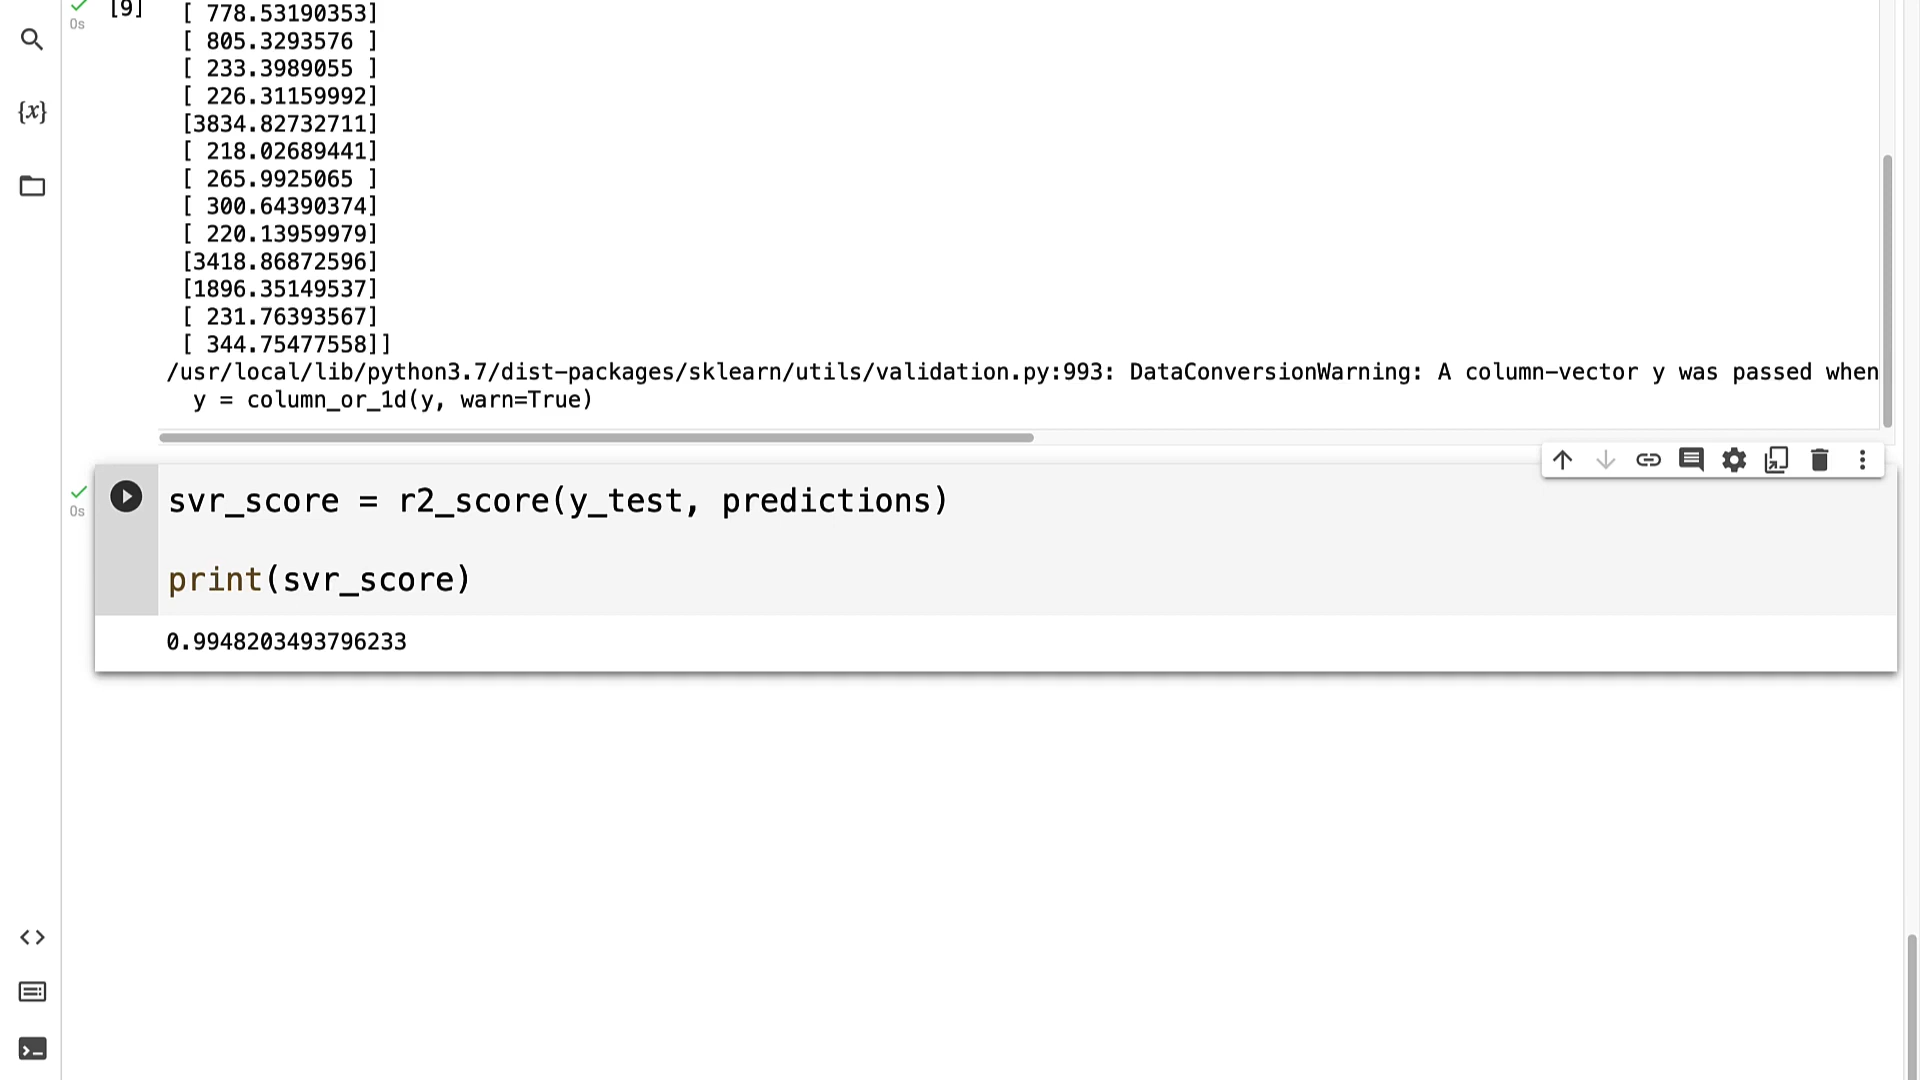 [9]
0s
[ 778.53190353]
[ 805.3293576 ]
[ 233.3989055 ]
[ 226.31159992]
[3834.82732711]
[ 218.02689441]
[ 265.9925065 ]
[ 300.64390374]
[ 220.13959979]
[3418.86872596]
[1896.35149537]
[ 231.76393567]
[ 344.75477558]]
/usr/local/lib/python3.7/dist-packages/sklearn/utils/validation.py:993: DataConversionWarning: A column-vector y was passed when
y = column_or_1d(y, warn=True)
0s
svr_score = r2_score(y_test, predictions)
print(svr_score)
0.9948203493796233
{x}